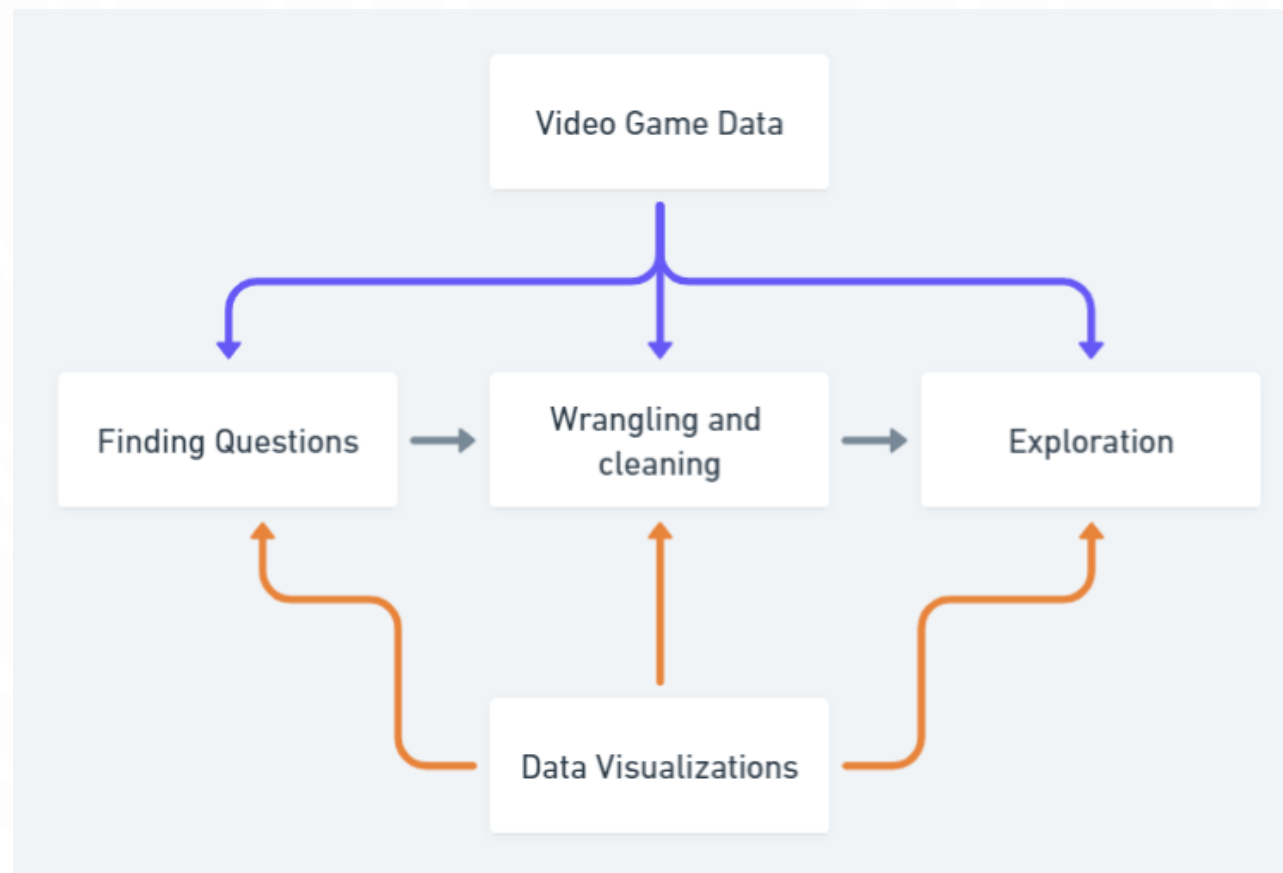 Video Game Data
Finding Questions
Wrangling and
cleaning
Exploration
Data Visualizations